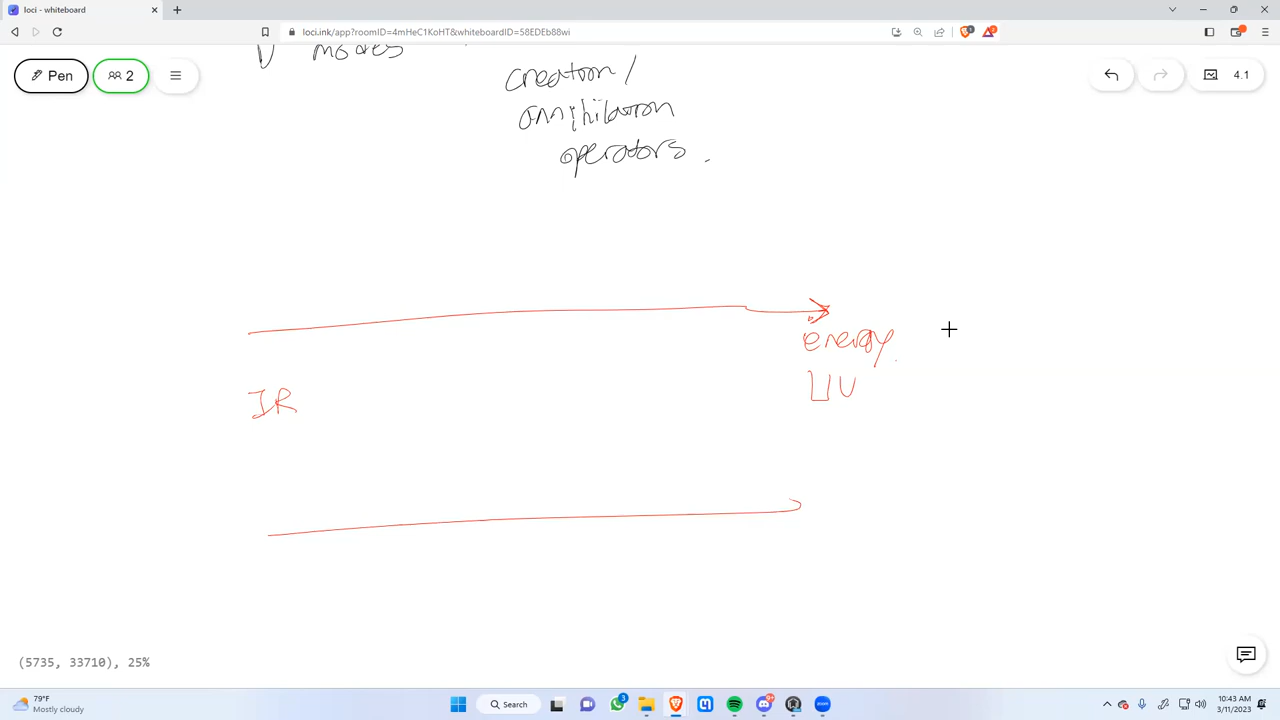 loci - whiteboard
loci.ink/app?roomID=4mHeC1KoHT&whiteboardID=58EDEb88wi
modes
Pen
2
4.1
creation/
annihilation
operators.
energy
IR
UV
(5735, 33710), 25%
79°F
Mostly cloudy
Search
3
10:43 AM
3/11/2023